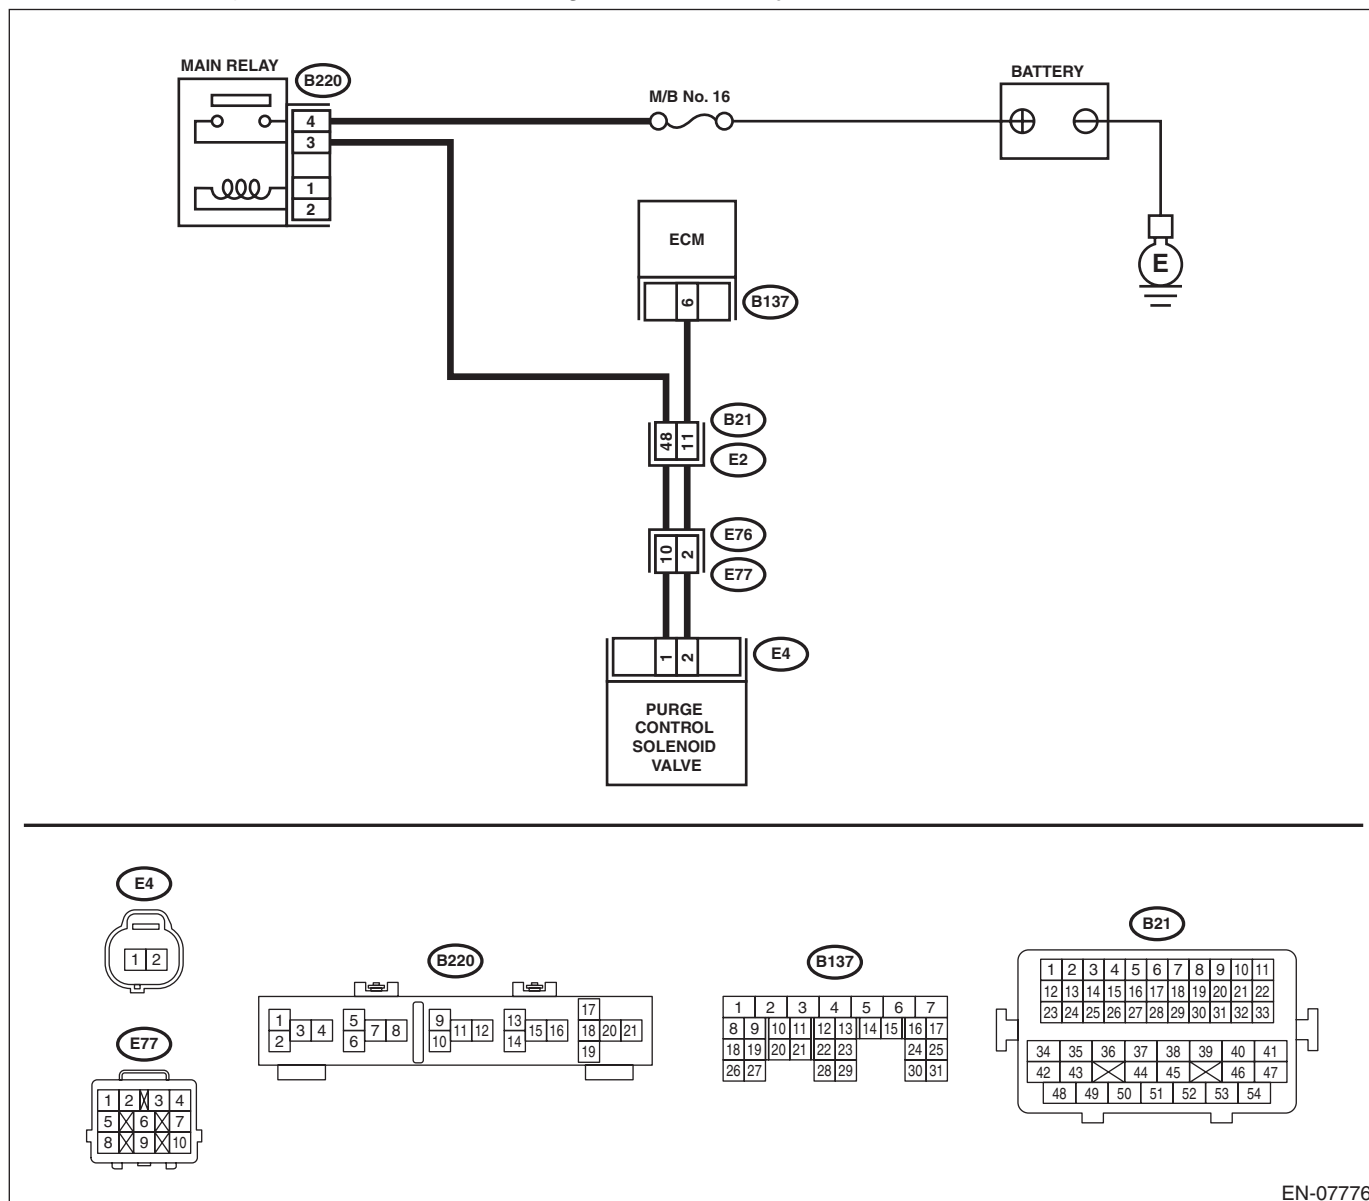 MAIN RELAY
B220
4
3
1
2
M/B No. 16
BATTERY
E
ECM
6
B137
48 11
B21
E2
10 2
E76
E77
1 2
E4
PURGE
CONTROL
SOLENOID
VALVE
E4
1 2
E77
1 2 3 4
5 6 7
8 9 10
B220
1 3 4 5 7 8 9 11 12 13 15 16 17 18 20 21
2 6 10 14 19
B137
1 2 3 4 5 6 7
8 9 10 11 12 13 14 15 16 17
18 19 20 21 22 23 24 25
26 27 28 29 30 31
B21
1 2 3 4 5 6 7 8 9 10 11
12 13 14 15 16 17 18 19 20 21 22
23 24 25 26 27 28 29 30 31 32 33
34 35 36 37 38 39 40 41
42 43 44 45 46 47
48 49 50 51 52 53 54
EN-07776